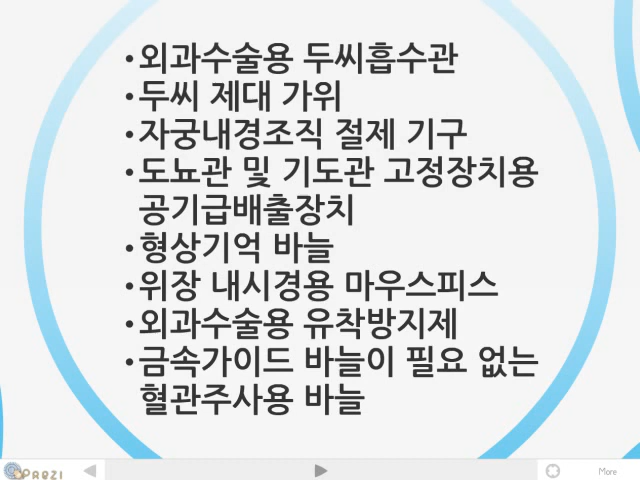 •외과수술용 두씨흡수관
•두씨 제대 가위
•자궁내경조직 절제 기구
•도뇨관 및 기도관 고정장치용
공기급배출장치
•형상기억 바늘
•위장 내시경용 마우스피스
•외과수술용 유착방지제
•금속가이드 바늘이 필요 없는
혈관주사용 바늘
PREZI
More